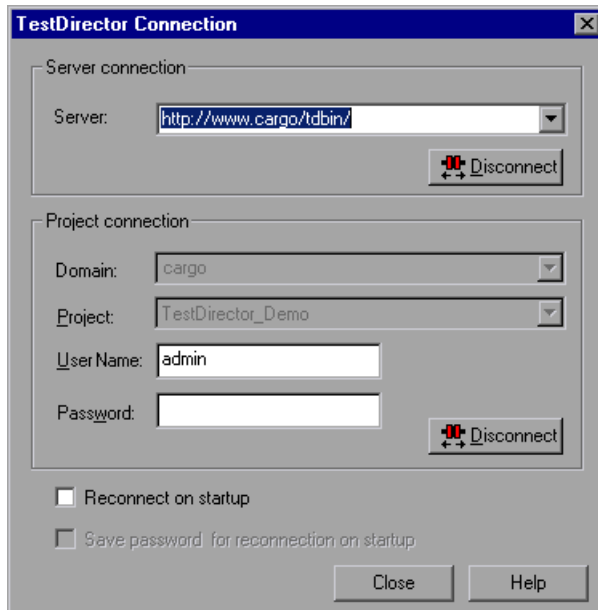 TestDirector Connection
Server connection
Server: http://www.cargo/tdbin/
Disconnect
Project connection
Domain: cargo
Project: TestDirector_Demo
User Name: admin
Password:
Disconnect
Reconnect on startup
Save password for reconnection on startup
Close Help